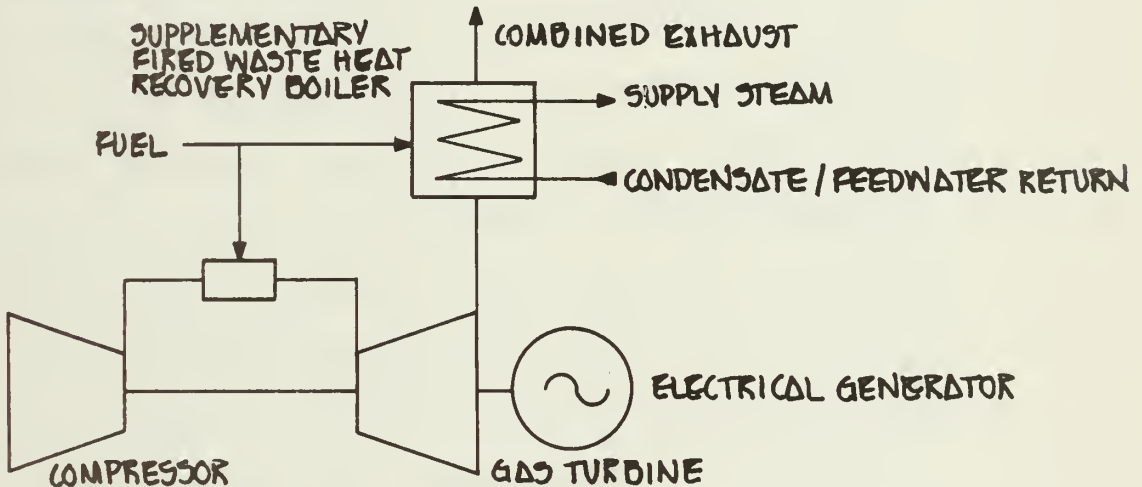 SUPPLEMENTARY
FIRED WASTE HEAT
RECOVERY BOILER
COMBINED EXHAUST
SUPPLY STEAM
FUEL
CONDENSATE / FEEDWATER RETURN
ELECTRICAL GENERATOR
COMPRESSOR
GAS TURBINE